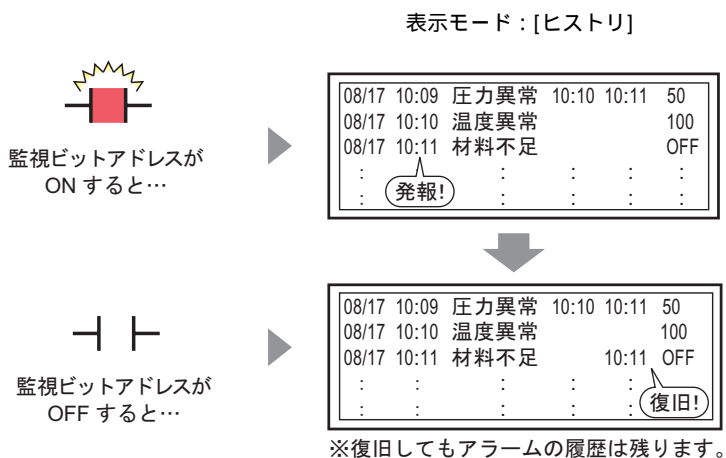 表示モード：[ヒストリ]
監視ビットアドレスが
ON すると…
08/17 10:09 圧力異常 10:10 10:11 50
08/17 10:10 温度異常 100
08/17 10:11 材料不足 OFF
: : : : :
: 発報! : : : :
監視ビットアドレスが
OFF すると…
08/17 10:09 圧力異常 10:10 10:11 50
08/17 10:10 温度異常 100
08/17 10:11 材料不足 10:11 OFF
: : : : :
: : : : 復旧!
※復旧してもアラームの履歴は残ります。